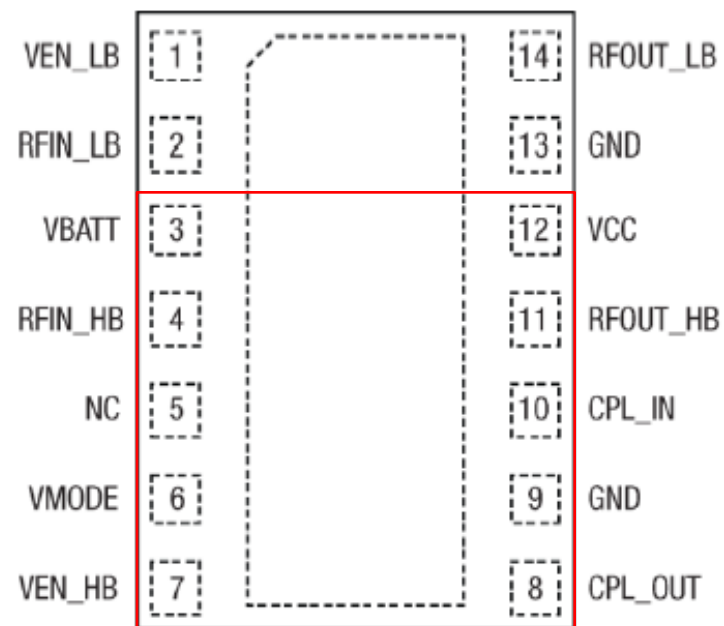 VEN_LB 1 14 RFOUT_LB
RFIN_LB 2 13 GND
VBATT 3 12 VCC
RFIN_HB 4 11 RFOUT_HB
NC 5 10 CPL_IN
VMODE 6 9 GND
VEN_HB 7 8 CPL_OUT